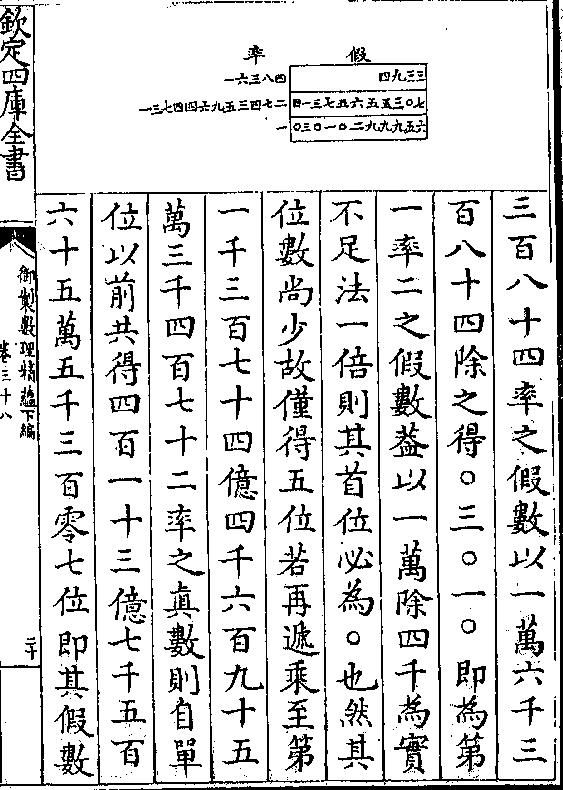 假率
一六三八四 四九三三
一三七四四六九五三四七二 四一三七五六五五三〇七
一 〇三〇一〇二九九九五六
三百八十四率之假數以一萬六千三
百八十四除之得〇三〇一〇即為第
一率二之假數葢以一萬除四千為實
不足法一倍則其首位必為〇也然其
位數尚少故僅得五位若再遞乘至第
一千三百七十四億四千六百九十五
萬三千四百七十二率之真數則自單
位以前共得四百一十三億七千五百
六十五萬五千三百零七位即其假數
欽定四庫全書
御製數理精藴下編
卷三十八
二十